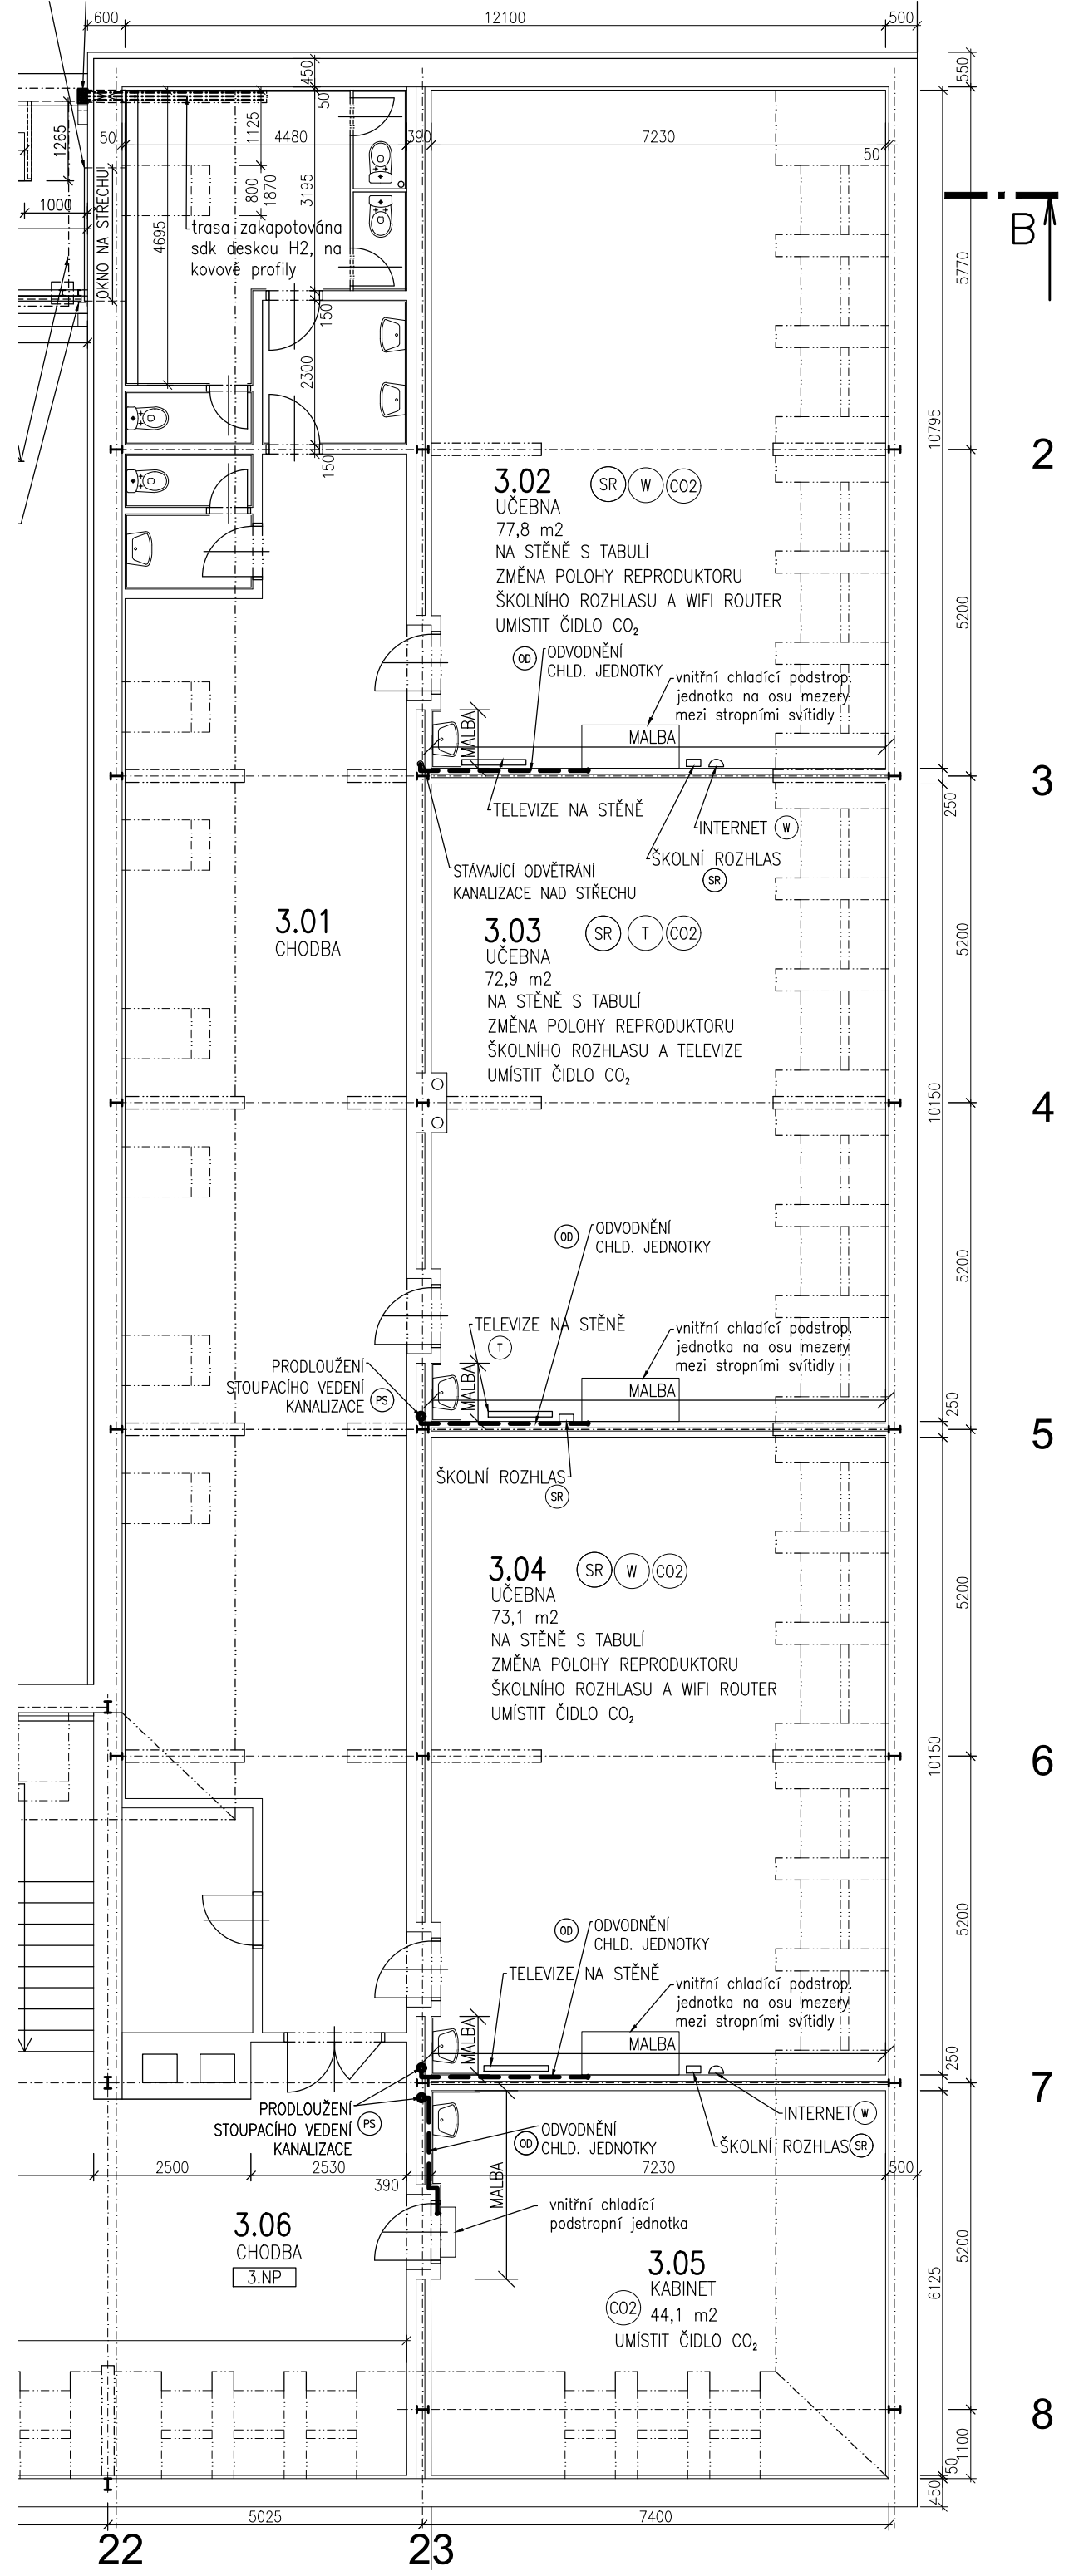 600
12100
500
450
550
50
1265
50
1125
4480
390
7230
50
1000
OKNO NA STŘECHU
4695
800
1870
3195
B
trasa zakapotována
sdk deskou H2, na
kovové profily
5770
150
2300
150
10795
2
3.02
SR
W
CO2
UČEBNA
77,8 m2
NA STĚNĚ S TABULÍ
ZMĚNA POLOHY REPRODUKTORU
ŠKOLNÍHO ROZHLASU A WIFI ROUTER
UMÍSTIT ČIDLO CO₂
5200
OD
ODVODNĚNÍ
CHLD. JEDNOTKY
vnitřní chladící podstrop.
jednotka na osu mezery
mezi stropními svítidly
MALBA
MALBA
3
250
TELEVIZE NA STĚNĚ
INTERNET
W
ŠKOLNÍ ROZHLAS
SR
STÁVAJÍCÍ ODVĚTRÁNÍ
KANALIZACE NAD STŘECHU
3.01
CHODBA
3.03
SR
T
CO2
UČEBNA
72,9 m2
NA STĚNĚ S TABULÍ
ZMĚNA POLOHY REPRODUKTORU
ŠKOLNÍHO ROZHLASU A TELEVIZE
UMÍSTIT ČIDLO CO₂
5200
10150
4
OD
ODVODNĚNÍ
CHLD. JEDNOTKY
5200
TELEVIZE NA STĚNĚ
T
vnitřní chladící podstrop.
jednotka na osu mezery
mezi stropními svítidly
PRODLOUŽENÍ
STOUPACÍHO VEDENÍ
KANALIZACE
PS
MALBA
MALBA
250
5
ŠKOLNÍ ROZHLAS
SR
3.04
SR
W
CO2
UČEBNA
73,1 m2
NA STĚNĚ S TABULÍ
ZMĚNA POLOHY REPRODUKTORU
ŠKOLNÍHO ROZHLASU A WIFI ROUTER
UMÍSTIT ČIDLO CO₂
5200
10150
6
OD
ODVODNĚNÍ
CHLD. JEDNOTKY
5200
TELEVIZE NA STĚNĚ
vnitřní chladící podstrop.
jednotka na osu mezery
mezi stropními svítidly
MALBA
MALBA
250
7
PRODLOUŽENÍ
STOUPACÍHO VEDENÍ
KANALIZACE
PS
INTERNET
W
OD
ODVODNĚNÍ
CHLD. JEDNOTKY
ŠKOLNÍ ROZHLAS
SR
2500
2530
390
7230
500
MALBA
vnitřní chladící
podstropní jednotka
3.06
CHODBA
3.NP
3.05
KABINET
CO2
44,1 m2
UMÍSTIT ČIDLO CO₂
5200
6125
8
1100
50
450
5025
7400
22
23